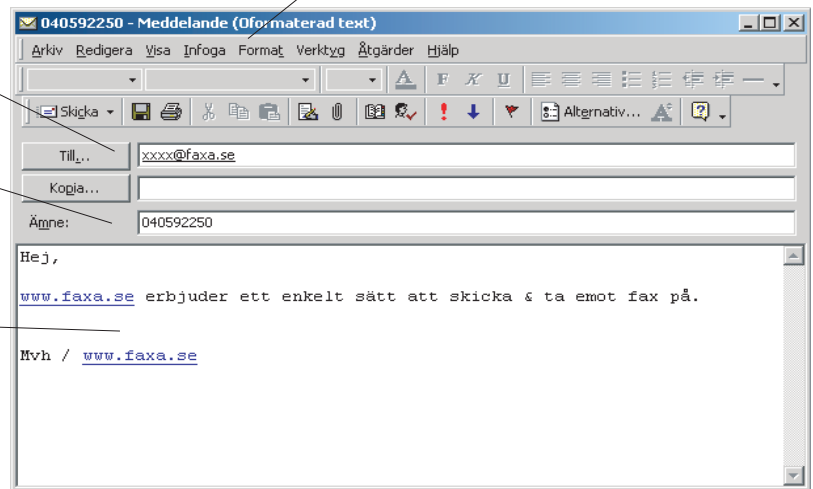 040592250 - Meddelande (Oformaterad text)
Arkiv Redigera Visa Infoga Format Verktyg Åtgärder Hjälp
A F K U
Skicka ! Alternativ... A ?
Till... xxxx@faxa.se
Kopia...
Ämne: 040592250
Hej,
www.faxa.se erbjuder ett enkelt sätt att skicka & ta emot fax på.
Mvh / www.faxa.se